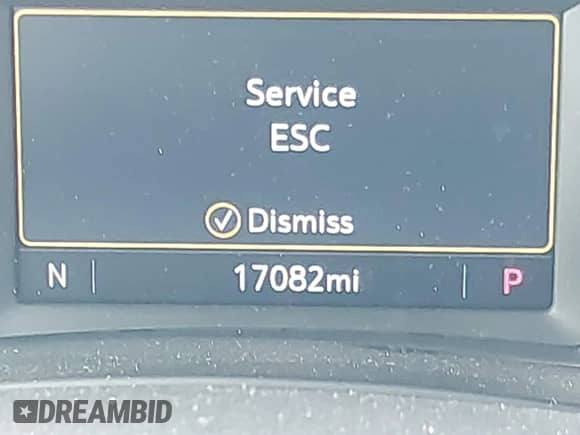 Service
ESC
Dismiss
N 17082mi P
DREAMBID